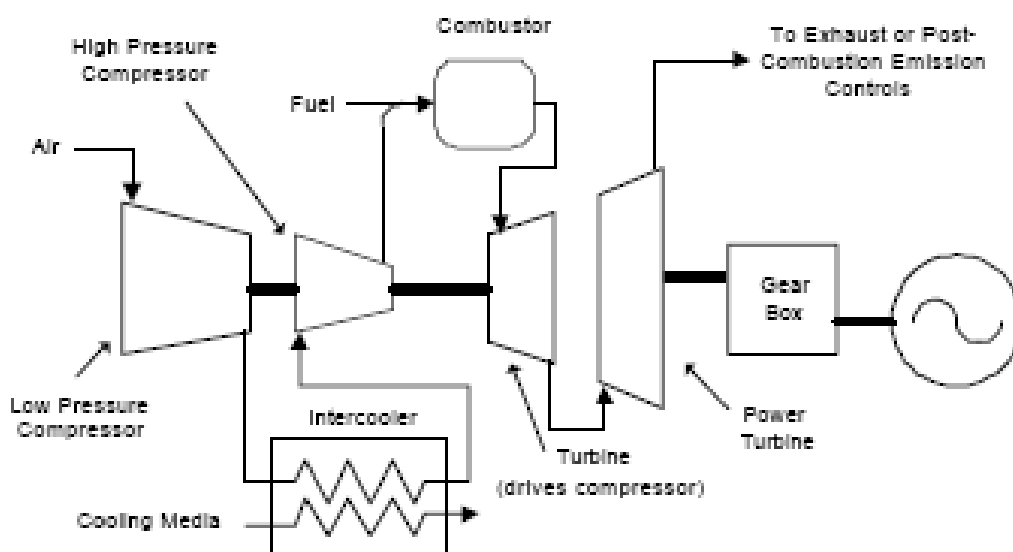 Combustor
High Pressure
Compressor
To Exhaust or Post-
Combustion Emission
Controls
Fuel
Air
Gear
Box
Low Pressure
Compressor
Intercooler
Power
Turbine
Turbine
(drives compressor)
Cooling Media